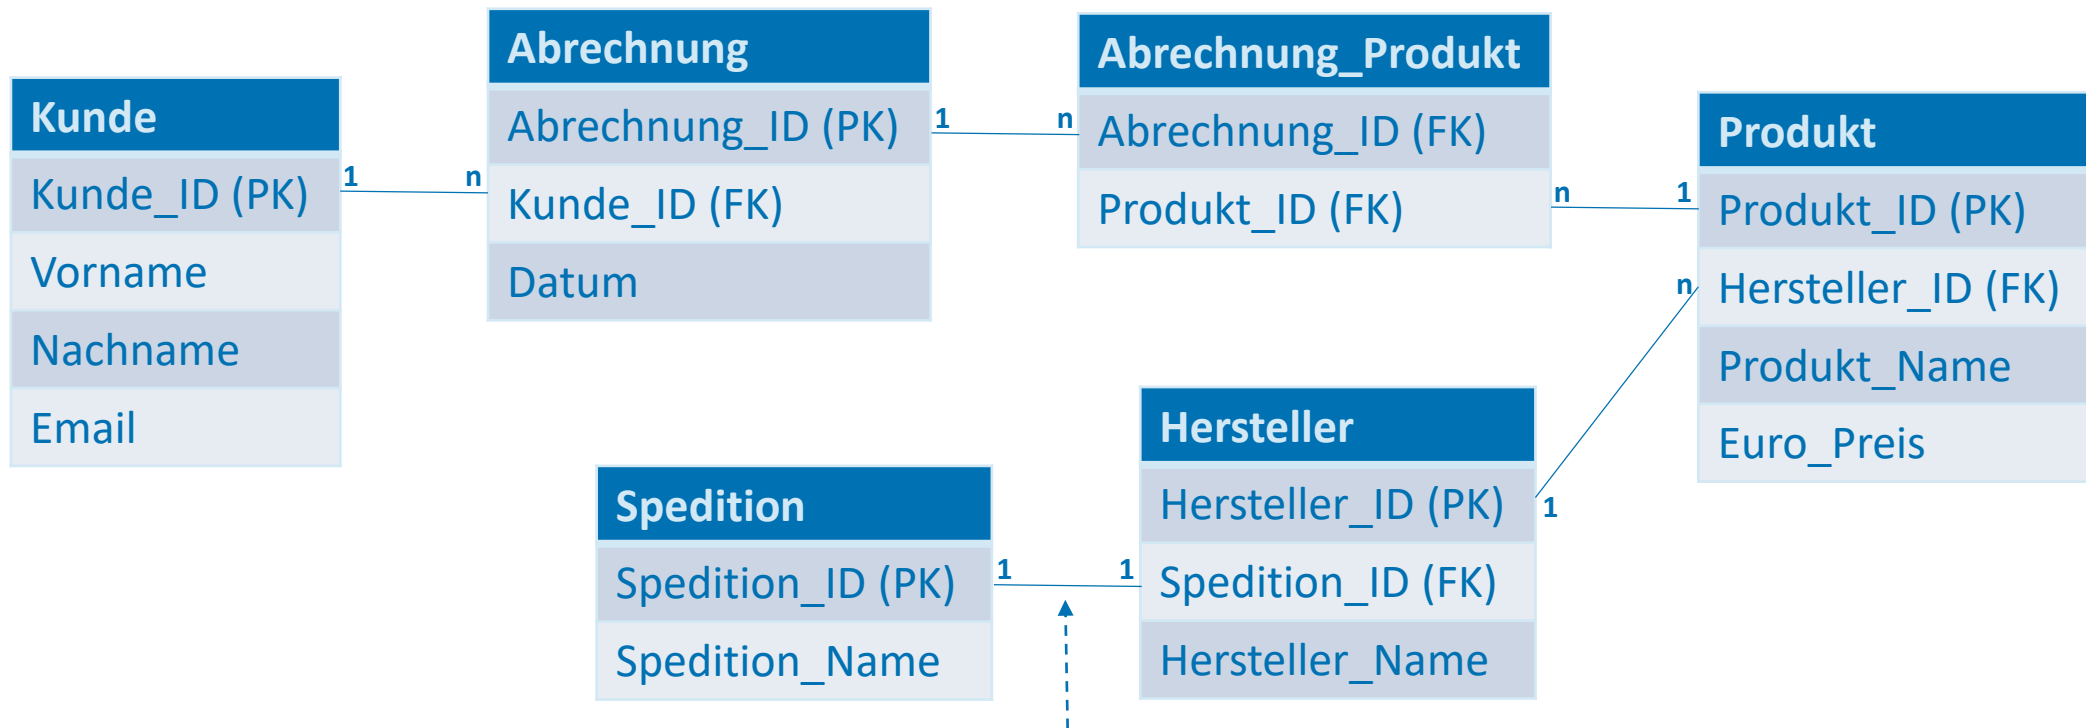 Kunde
Kunde_ID (PK)
Vorname
Nachname
Email
1
n
Abrechnung
Abrechnung_ID (PK)
Kunde_ID (FK)
Datum
1
n
Abrechnung_Produkt
Abrechnung_ID (FK)
Produkt_ID (FK)
n
1
Produkt
Produkt_ID (PK)
Hersteller_ID (FK)
Produkt_Name
Euro_Preis
n
1
Spedition
Spedition_ID (PK)
Spedition_Name
1
1
Hersteller
Hersteller_ID (PK)
Spedition_ID (FK)
Hersteller_Name